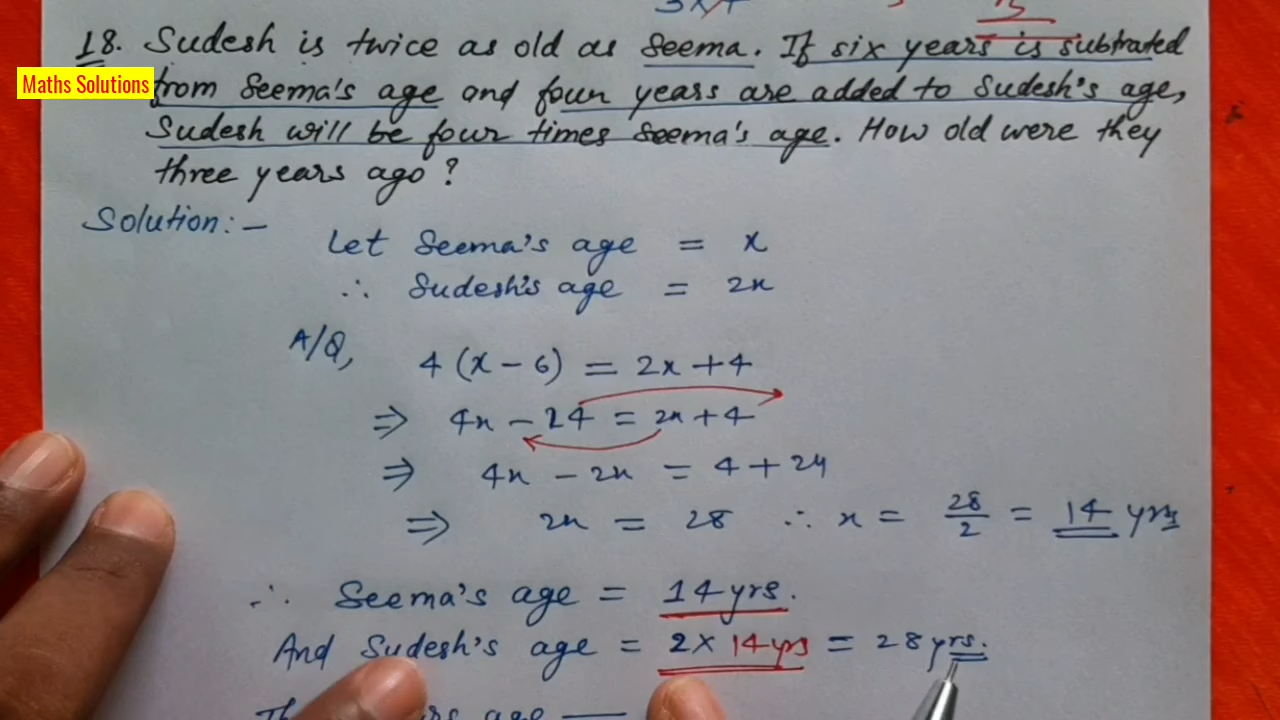 18. Sudesh is twice as old as Seema. If six years is subtrated
Maths Solutions
from Seema's age and four years are added to Sudesh's age,
Sudesh will be four times Seema's age. How old were they
three years ago?
Solution:-
Let Seema's age = x
∴ Sudesh's age = 2x
A/Q,
4 (x - 6) = 2x + 4
⇒ 4x - 24 = 2x + 4
⇒ 4x - 2x = 4 + 24
⇒ 2x = 28 ∴ x = 28/2 = 14 yrs
∴ Seema's age = 14 yrs.
And Sudesh's age = 2 x 14 yrs = 28 yrs.